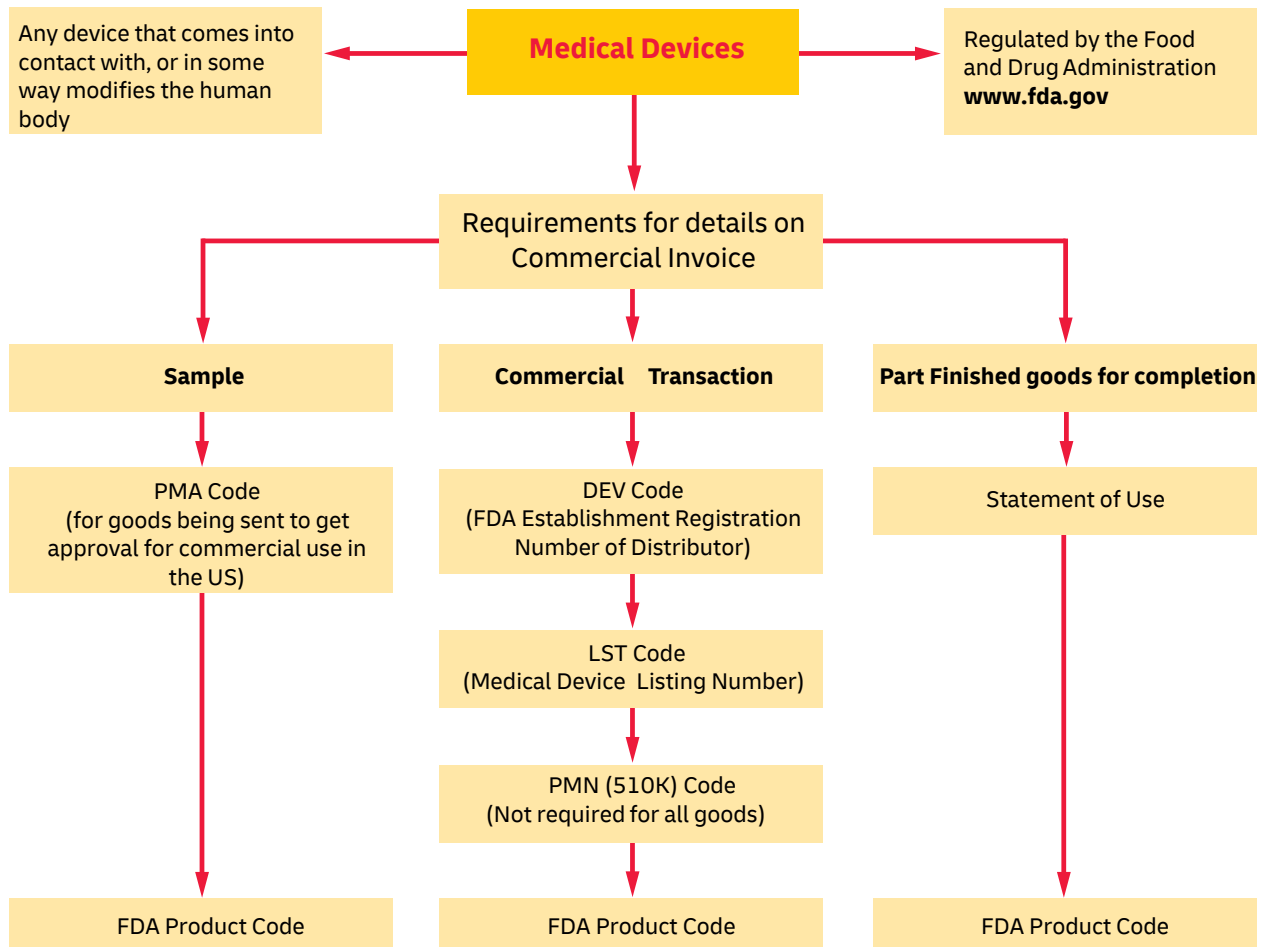 Any device that comes into
contact with, or in some
way modifies the human
body
Medical Devices
Regulated by the Food
and Drug Administration
www.fda.gov
Requirements for details on
Commercial Invoice
Sample
Commercial Transaction
Part Finished goods for completion
PMA Code
(for goods being sent to get
approval for commercial use in
the US)
DEV Code
(FDA Establishment Registration
Number of Distributor)
Statement of Use
LST Code
(Medical Device Listing Number)
PMN (510K) Code
(Not required for all goods)
FDA Product Code
FDA Product Code
FDA Product Code